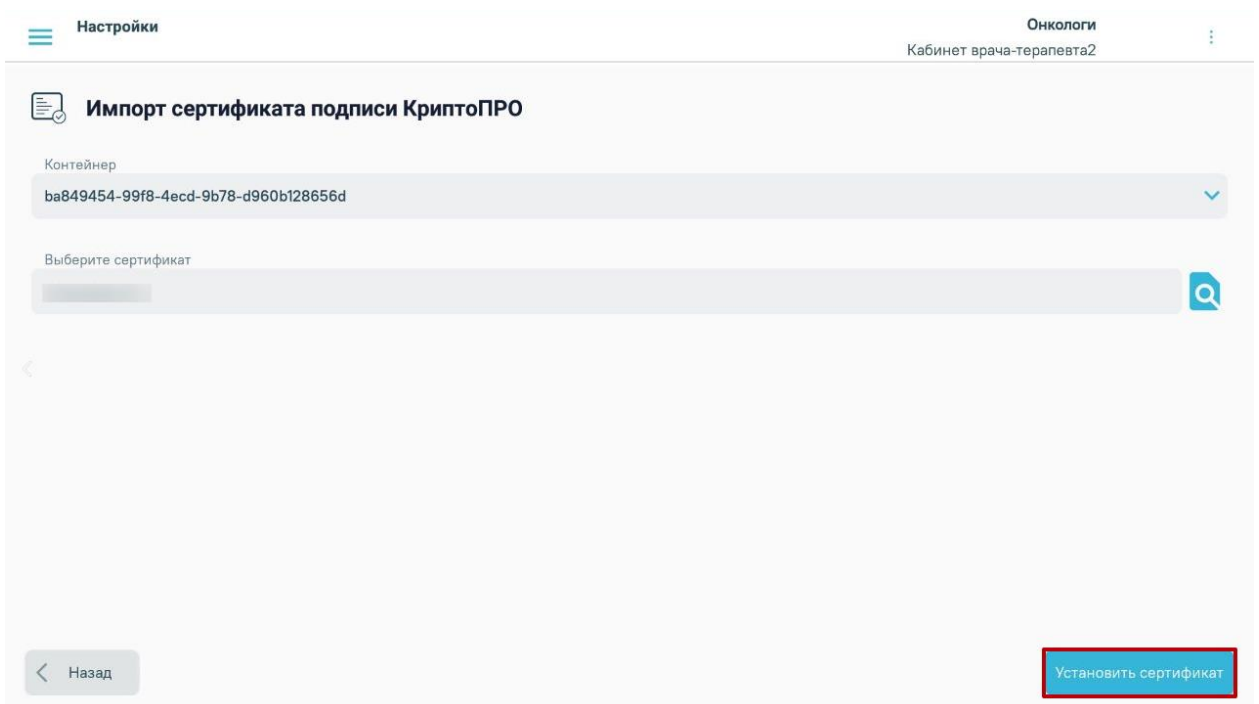 Настройки
Онкологи
Кабинет врача-терапевта2
Импорт сертификата подписи КриптоПРО
Контейнер
ba849454-99f8-4ecd-9b78-d960b128656d
Выберите сертификат
Назад
Установить сертификат